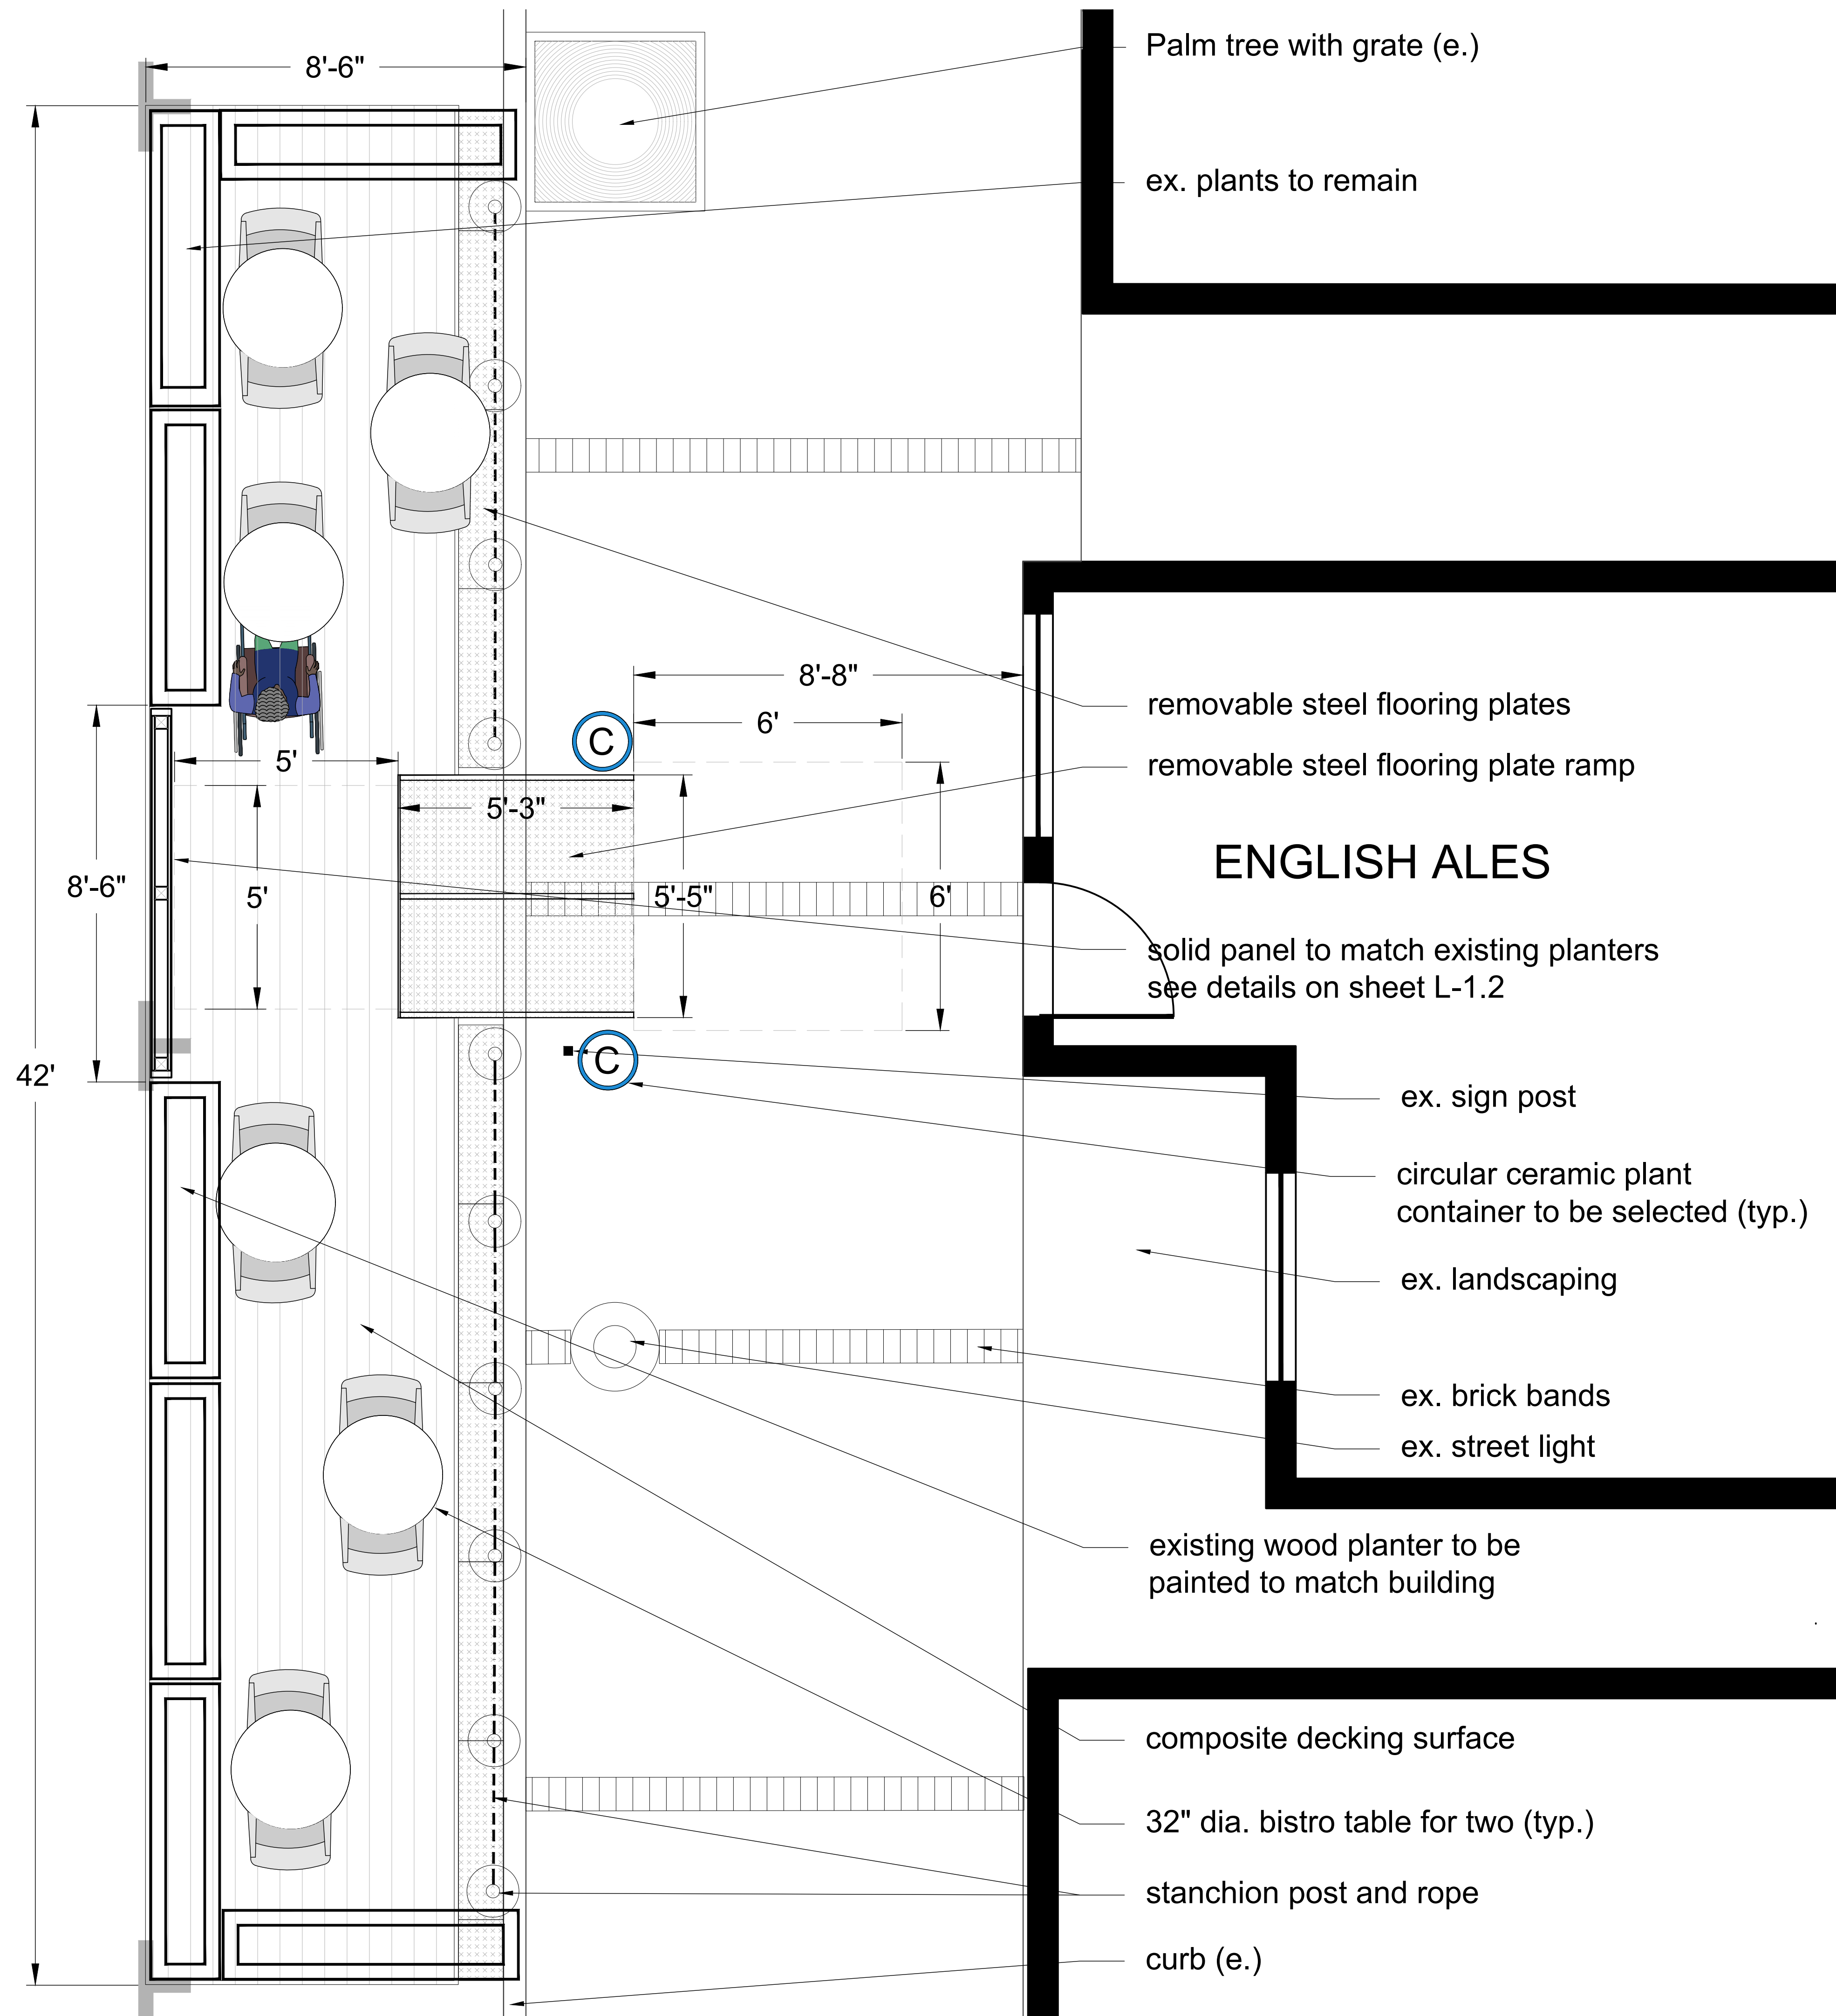 Palm tree with grate (e.)
8'-6"
ex. plants to remain
8'-8"
removable steel flooring plates
6'
removable steel flooring plate ramp
C
5'
5'-3"
ENGLISH ALES
8'-6"
5'
5'-5"
6'
solid panel to match existing planters
see details on sheet L-1.2
C
42'
ex. sign post
circular ceramic plant
container to be selected (typ.)
ex. landscaping
ex. brick bands
ex. street light
existing wood planter to be
painted to match building
composite decking surface
32" dia. bistro table for two (typ.)
stanchion post and rope
curb (e.)